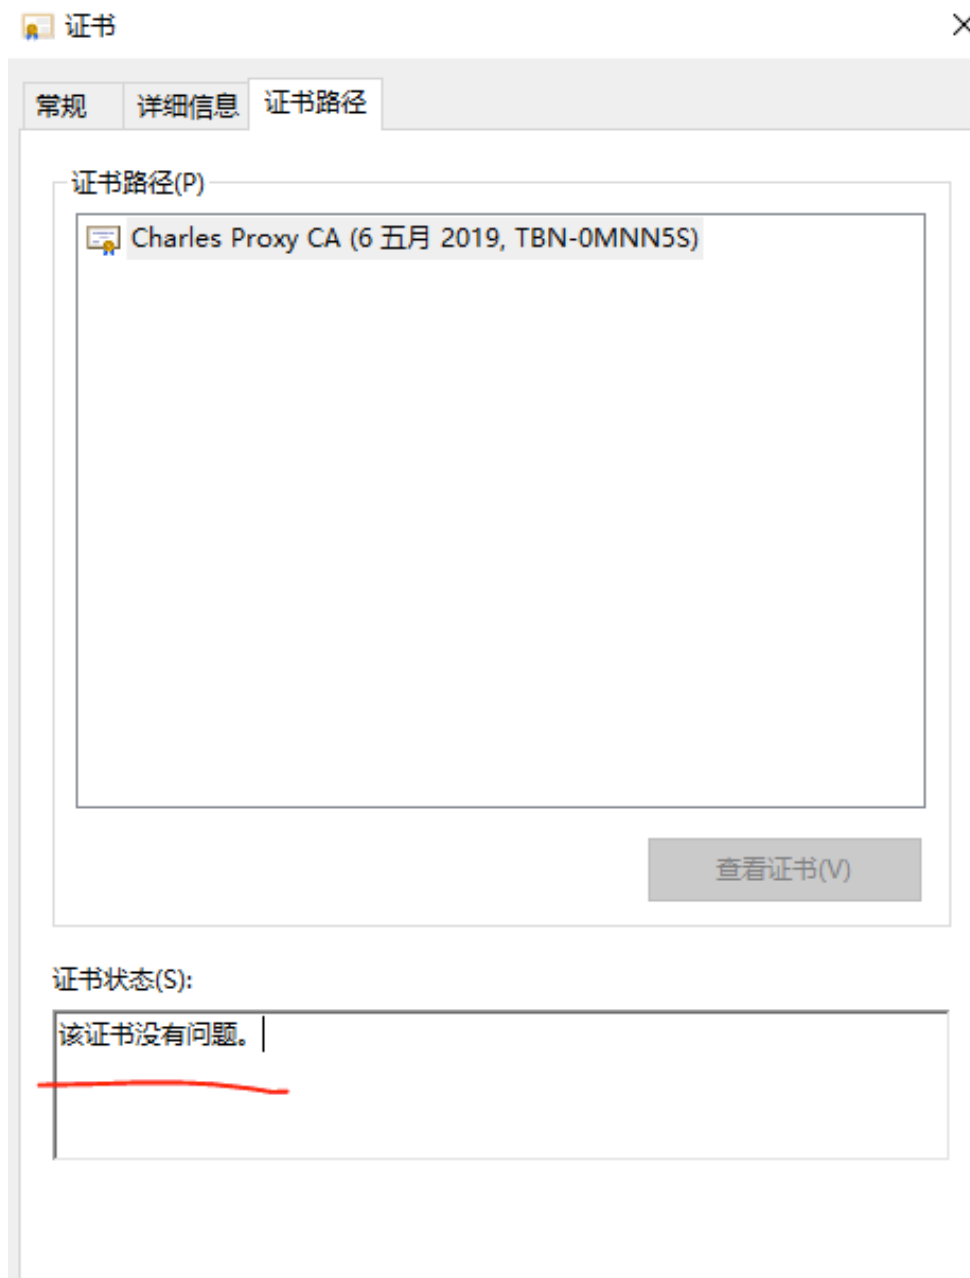 证书
常规
详细信息
证书路径
证书路径(P)
Charles Proxy CA (6 五月 2019, TBN-0MNN5S)
查看证书(V)
证书状态(S):
该证书没有问题。